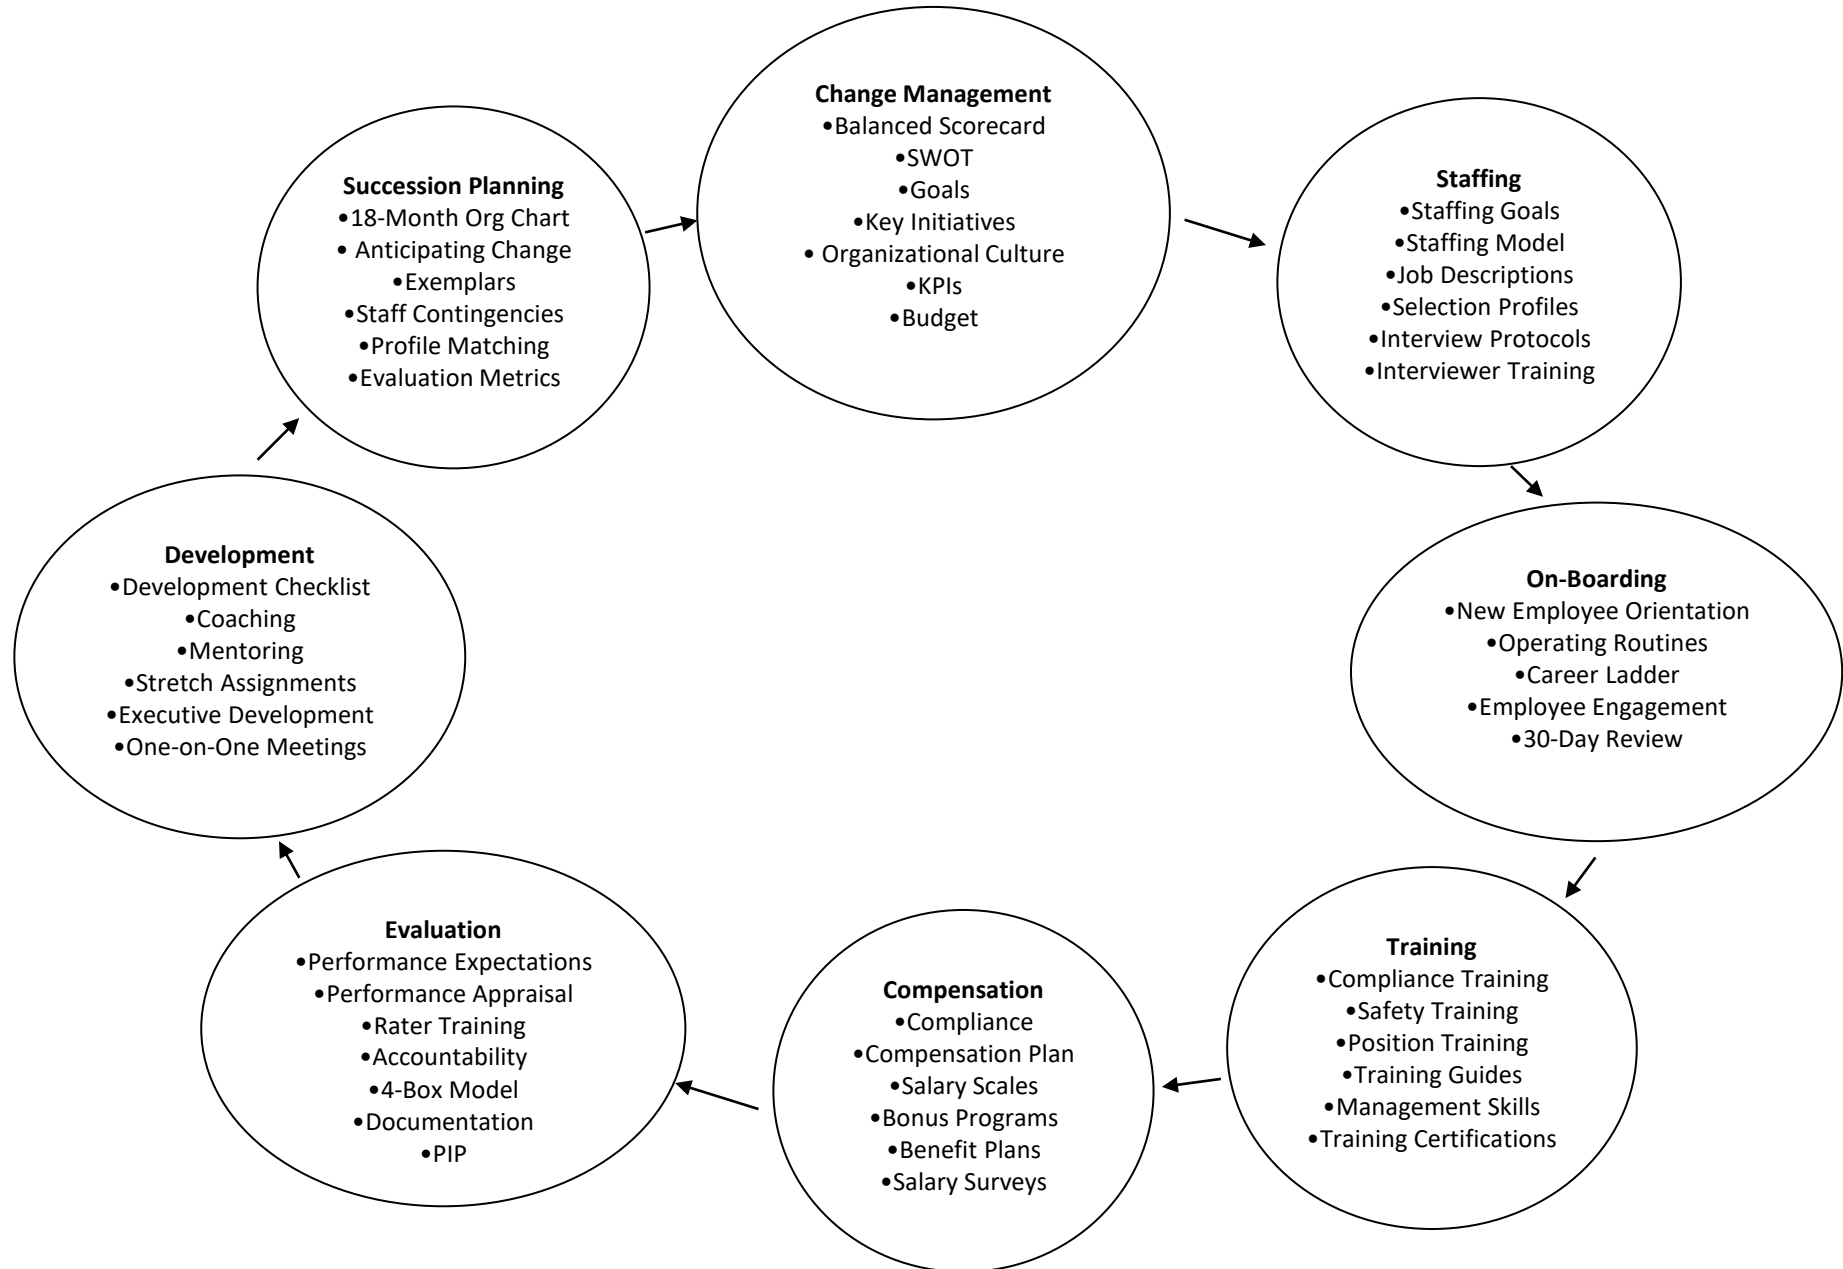 Change Management
•Balanced Scorecard
•SWOT
•Goals
•Key Initiatives
• Organizational Culture
•KPIs
•Budget
Staffing
•Staffing Goals
•Staffing Model
•Job Descriptions
•Selection Profiles
•Interview Protocols
•Interviewer Training
On-Boarding
•New Employee Orientation
•Operating Routines
•Career Ladder
•Employee Engagement
•30-Day Review
Training
•Compliance Training
•Safety Training
•Position Training
•Training Guides
•Management Skills
•Training Certifications
Compensation
•Compliance
•Compensation Plan
•Salary Scales
•Bonus Programs
•Benefit Plans
•Salary Surveys
Evaluation
•Performance Expectations
•Performance Appraisal
•Rater Training
•Accountability
•4-Box Model
•Documentation
•PIP
Development
•Development Checklist
•Coaching
•Mentoring
•Stretch Assignments
•Executive Development
•One-on-One Meetings
Succession Planning
•18-Month Org Chart
• Anticipating Change
•Exemplars
•Staff Contingencies
•Profile Matching
•Evaluation Metrics